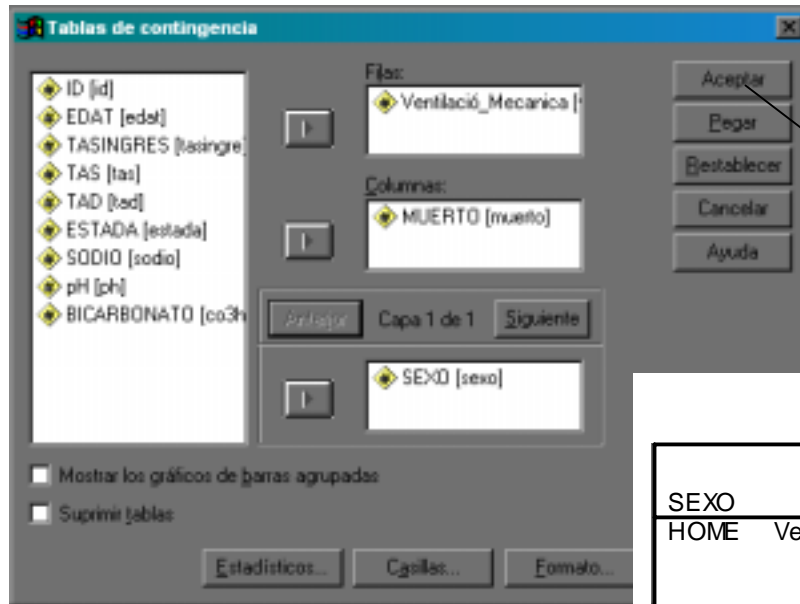 Tablas de contingencia
ID [id]
EDAT [edat]
TASINGRES [tasingre
TAS [tas]
TAD [tad]
ESTADA [estada]
SODIO [sodio]
pH [ph]
BICARBONATO [co3h
Filas:
Ventilació_Mecanica [v
Columnas:
MUERTO [muerto]
Anterior
Capa 1 de 1
Siguiente
SEXO [sexo]
Aceptar
Pegar
Restablecer
Cancelar
Ayuda
Mostrar los gráficos de barras agrupadas
Suprimir tablas
Estadísticos...
Casillas...
Formato...
SEXO
HOME Ve